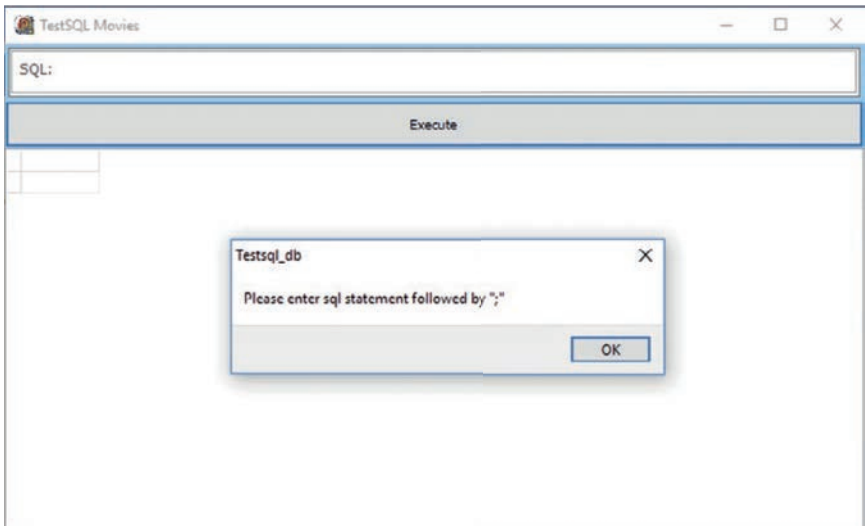 TestSQL Movies
SQL:
Execute
Testsql_db
Please enter sql statement followed by ";"
OK